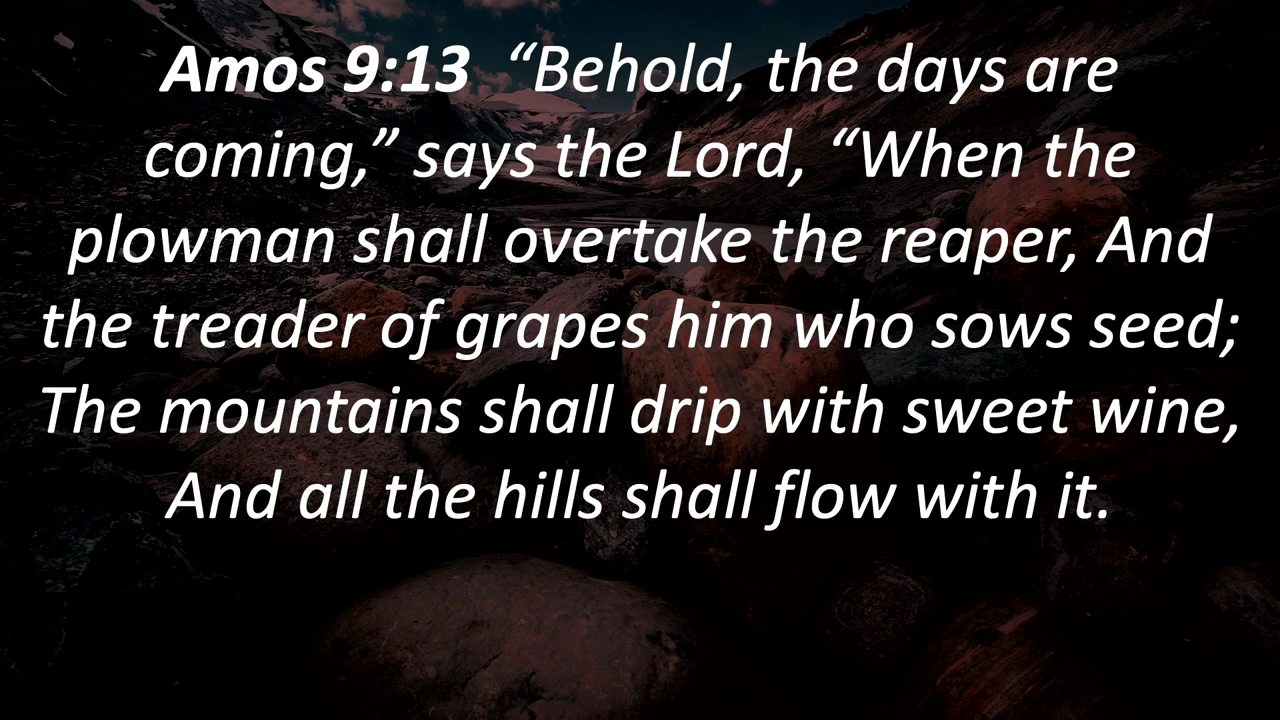 Amos 9:13 “Behold, the days are
coming,” says the Lord, “When the
plowman shall overtake the reaper, And
the treader of grapes him who sows seed;
The mountains shall drip with sweet wine,
And all the hills shall flow with it.